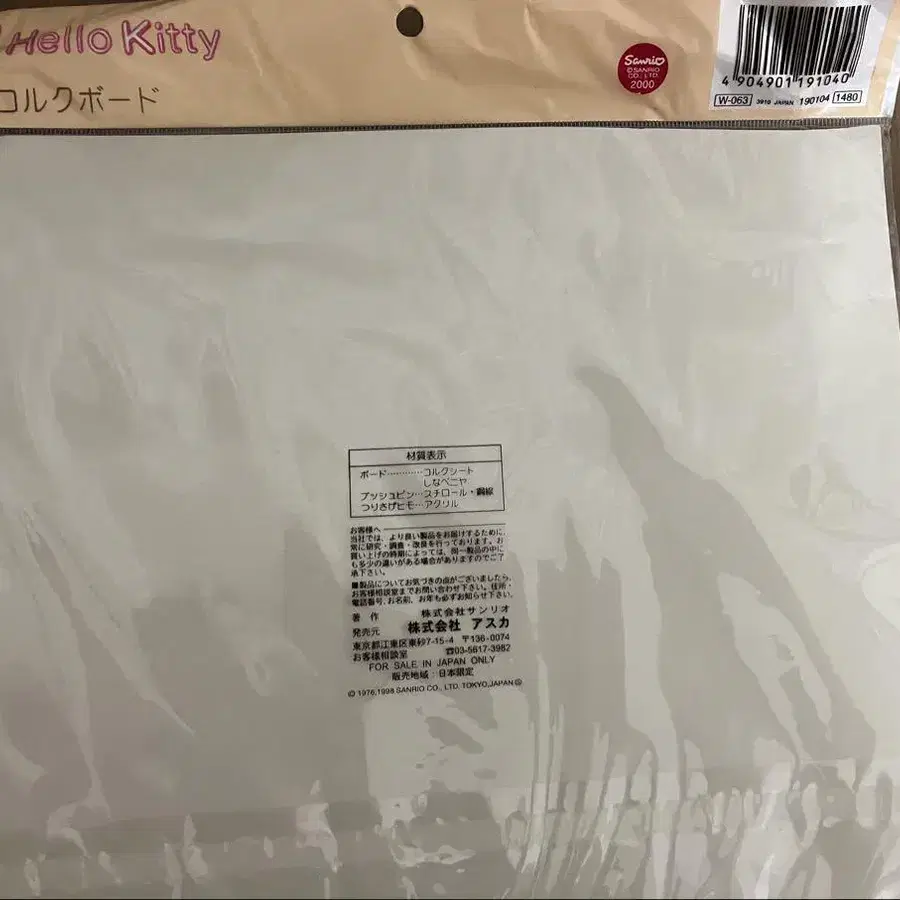 Hello Kitty
コルクボード
Sanrio
©SANRIO
CO., LTD.
2000
4 904901 191040
W-063 3910 JAPAN 190104 1480
材質表示
ボード…………コルクシート
しなベニヤ
プッシュピン…スチロール・鋼線
つりさげヒモ…アクリル
お客様へ
当社では、より良い製品をお届けするために、
常に研究・調査・改良を行っております。お
買い上げの時期によっては、同一製品の中に
も多少の違いがある場合がありますのでご了
承下さい。
■製品についてお気づきの点がございましたら、
お客様相談室までお問い合わせ下さい。住所・
電話番号、お名前、お年も必ずお知らせ下さい。
著作 株式会社サンリオ
発売元 株式会社 アスカ
東京都江東区東砂7-15-4 〒136-0074
お客様相談室 ☎03-5617-3982
FOR SALE IN JAPAN ONLY
販売地域:日本限定
© 1976,1998 SANRIO CO., LTD. TOKYO,JAPAN